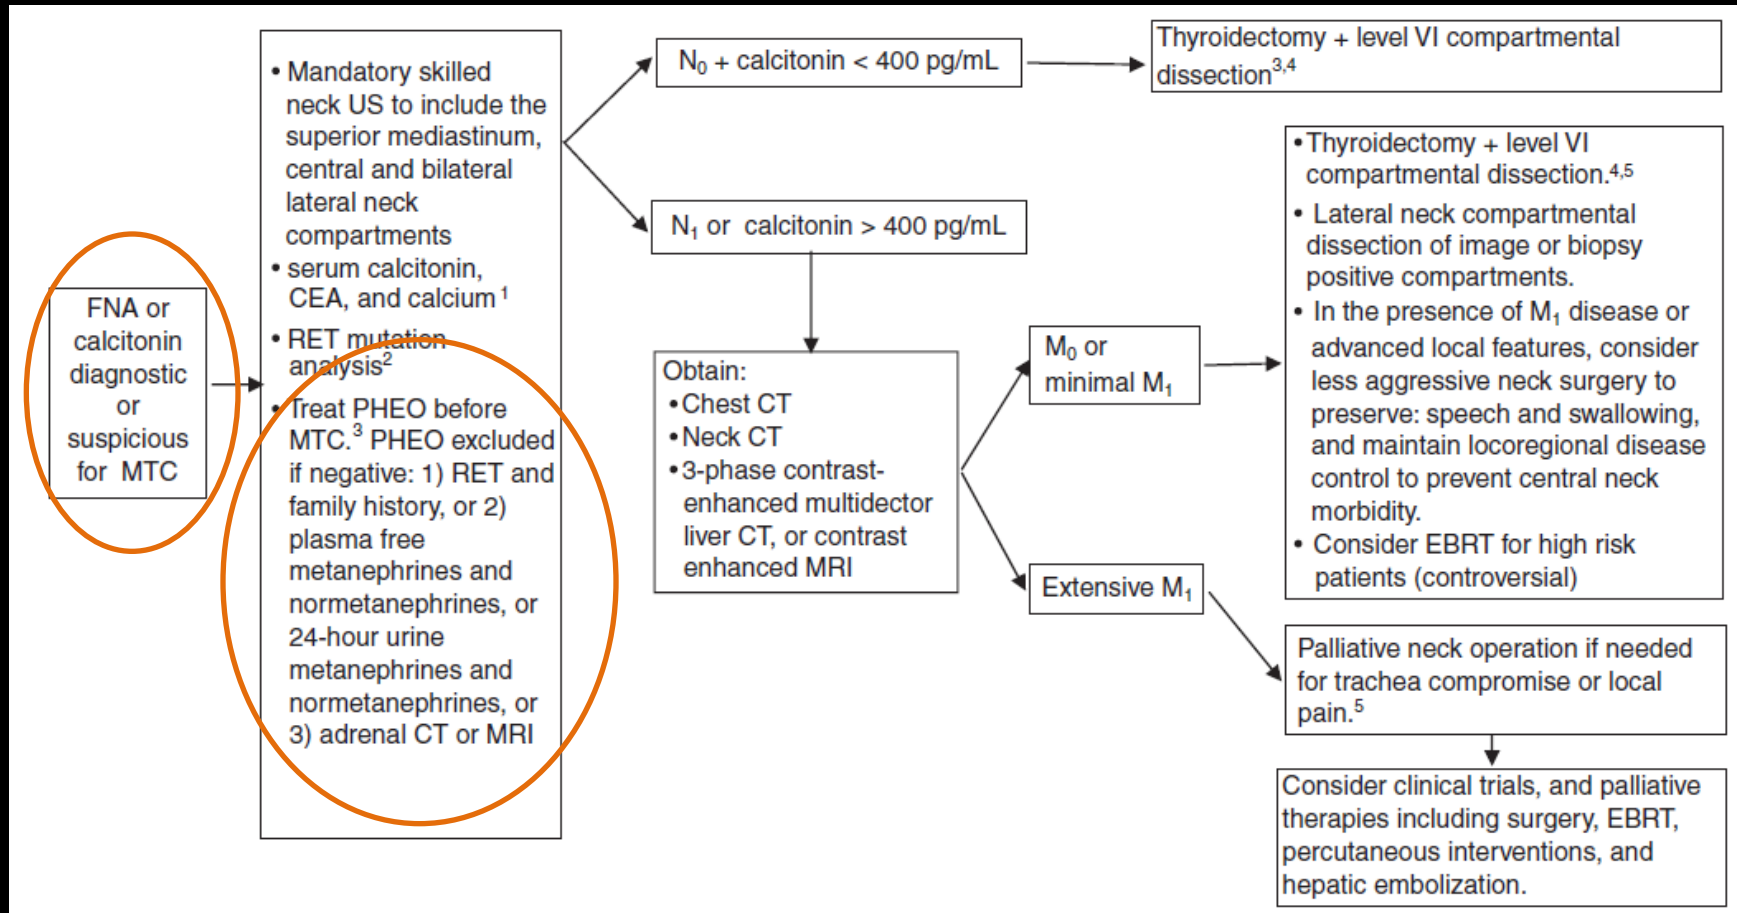 FNA or
calcitonin
diagnostic
or
suspicious
for MTC
• Mandatory skilled
neck US to include the
superior mediastinum,
central and bilateral
lateral neck
compartments
• serum calcitonin,
CEA, and calcium¹
• RET mutation
analysis²
• Treat PHEO before
MTC.³ PHEO excluded
if negative: 1) RET and
family history, or 2)
plasma free
metanephrines and
normetanephrines, or
24-hour urine
metanephrines and
normetanephrines, or
3) adrenal CT or MRI
N₀ + calcitonin < 400 pg/mL
Thyroidectomy + level VI compartmental
dissection³,⁴
N₁ or calcitonin > 400 pg/mL
Obtain:
• Chest CT
• Neck CT
• 3-phase contrast-
enhanced multidector
liver CT, or contrast
enhanced MRI
M₀ or
minimal M₁
• Thyroidectomy + level VI
compartmental dissection.⁴,⁵
• Lateral neck compartmental
dissection of image or biopsy
positive compartments.
• In the presence of M₁ disease or
advanced local features, consider
less aggressive neck surgery to
preserve: speech and swallowing,
and maintain locoregional disease
control to prevent central neck
morbidity.
• Consider EBRT for high risk
patients (controversial)
Extensive M₁
Palliative neck operation if needed
for trachea compromise or local
pain.⁵
Consider clinical trials, and palliative
therapies including surgery, EBRT,
percutaneous interventions, and
hepatic embolization.